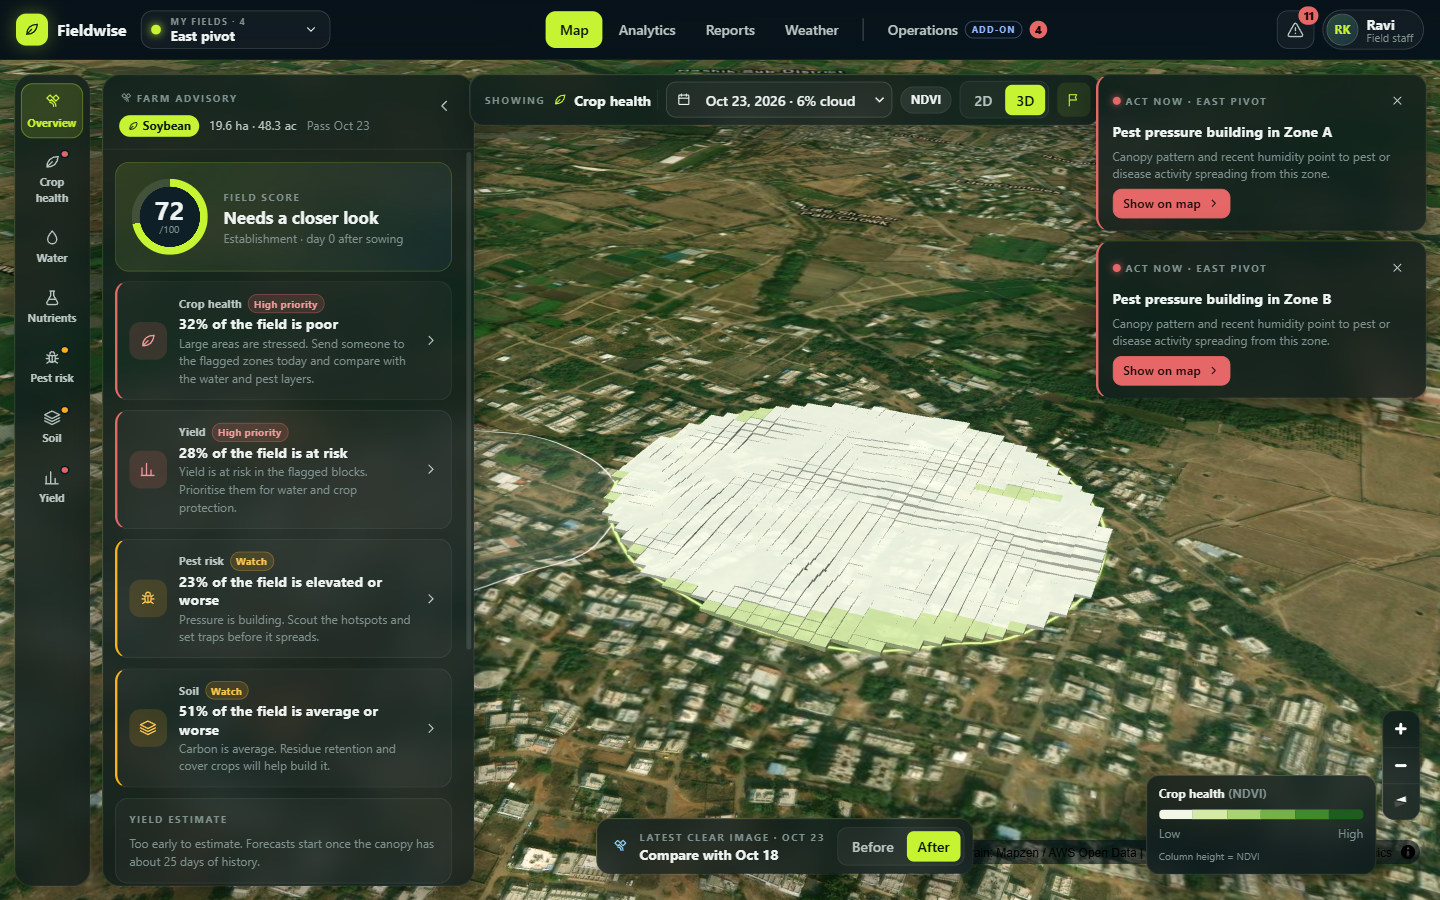 Fieldwise
MY FIELDS · 4
East pivot
Map
Analytics
Reports
Weather
Operations
ADD-ON
4
11
RK
Ravi
Field staff
Overview
Crop
health
Water
Nutrients
Pest risk
Soil
Yield
FARM ADVISORY
Soybean
19.6 ha · 48.3 ac
Pass Oct 23
72
/100
FIELD SCORE
Needs a closer look
Establishment · day 0 after sowing
Crop health
High priority
32% of the field is poor
Large areas are stressed. Send someone to
the flagged zones today and compare with
the water and pest layers.
Yield
High priority
28% of the field is at risk
Yield is at risk in the flagged blocks.
Prioritise them for water and crop
protection.
Pest risk
Watch
23% of the field is elevated or
worse
Pressure is building. Scout the hotspots and
set traps before it spreads.
Soil
Watch
51% of the field is average or
worse
Carbon is average. Residue retention and
cover crops will help build it.
YIELD ESTIMATE
Too early to estimate. Forecasts start once the canopy has
about 25 days of history.
SHOWING
Crop health
Oct 23, 2026 · 6% cloud
NDVI
2D
3D
ACT NOW · EAST PIVOT
Pest pressure building in Zone A
Canopy pattern and recent humidity point to pest or
disease activity spreading from this zone.
Show on map
ACT NOW · EAST PIVOT
Pest pressure building in Zone B
Canopy pattern and recent humidity point to pest or
disease activity spreading from this zone.
Show on map
LATEST CLEAR IMAGE · OCT 23
Compare with Oct 18
Before
After
Mapzen / AWS Open Data |
Crop health (NDVI)
Low
High
Column height = NDVI